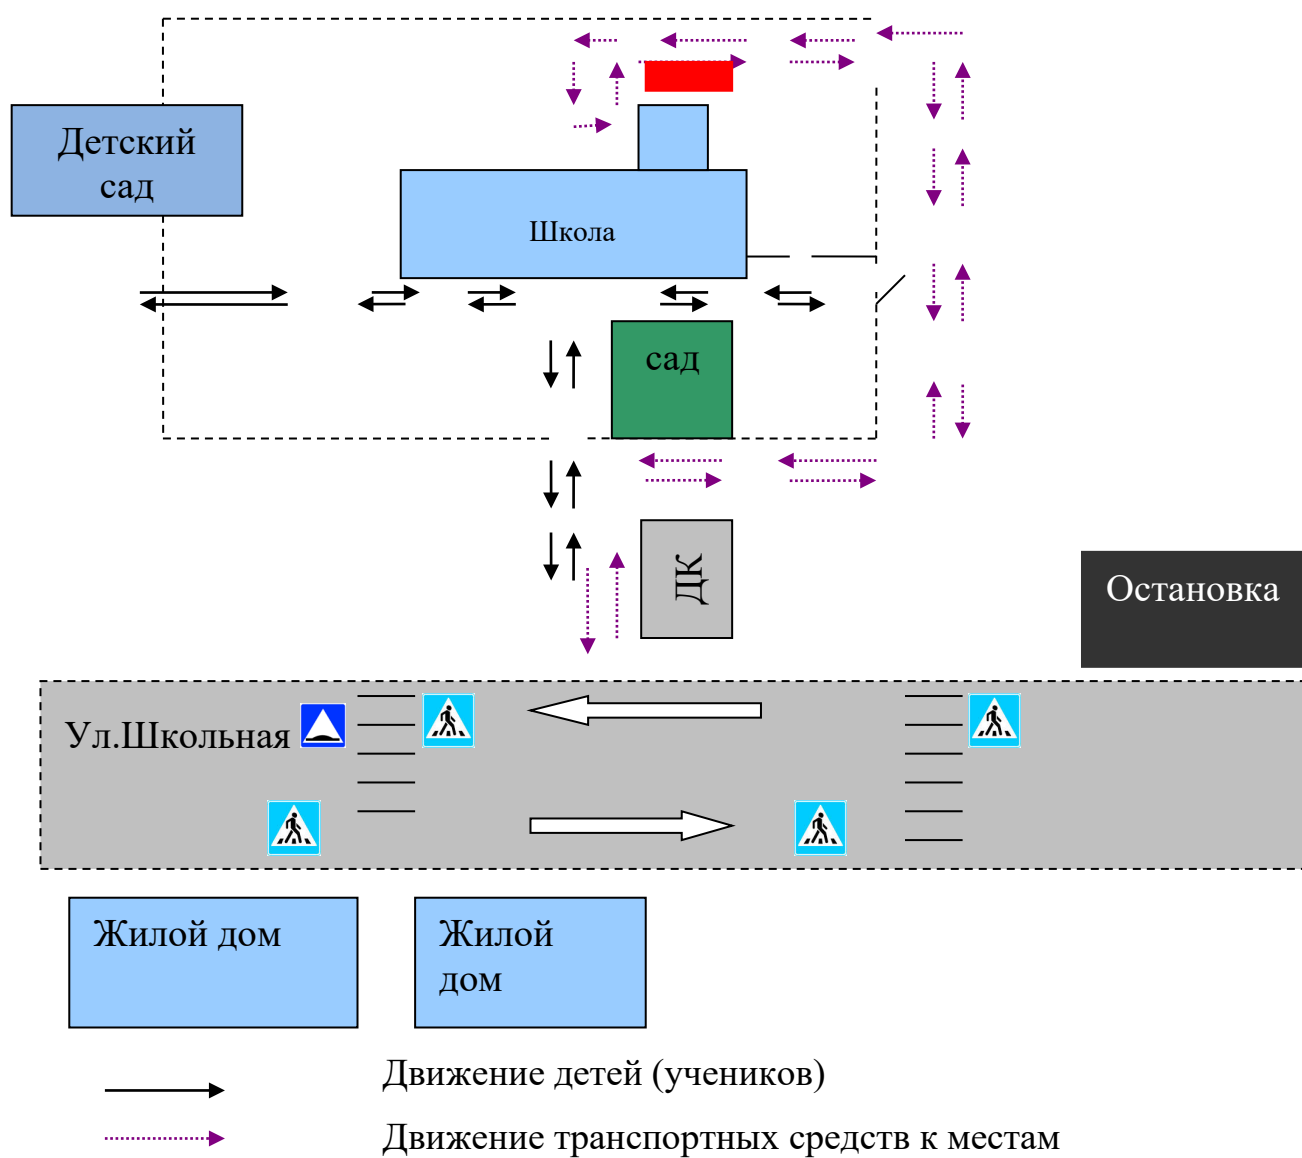 Детский
сад
Школа
сад
ДК
Остановка
Ул.Школьная
Жилой дом
Жилой
дом
Движение детей (учеников)
Движение транспортных средств к местам